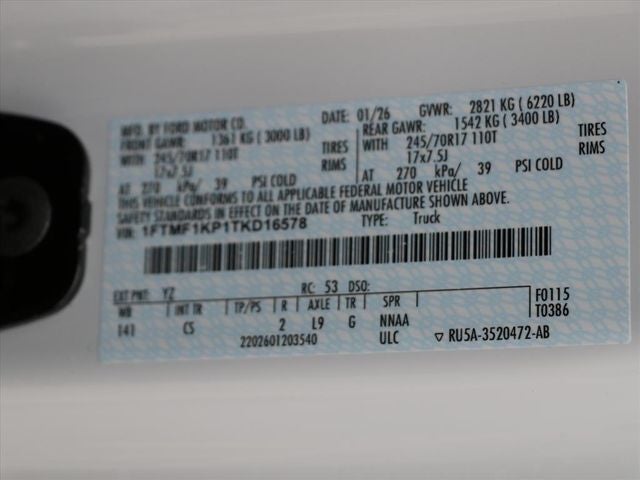 MFD. BY FORD MOTOR CO.
DATE: 01/26 GVWR: 2821 KG ( 6220 LB)
FRONT GAWR: 1361 KG ( 3000 LB) REAR GAWR: 1542 KG ( 3400 LB)
WITH 245/70R17 110T TIRES WITH 245/70R17 110T TIRES
17x7.5J RIMS 17x7.5J RIMS
AT 270 kPa/ 39 PSI COLD AT 270 kPa/ 39 PSI COLD
THIS VEHICLE CONFORMS TO ALL APPLICABLE FEDERAL MOTOR VEHICLE
SAFETY STANDARDS IN EFFECT ON THE DATE OF MANUFACTURE SHOWN ABOVE.
VIN: 1FTMF1KP1TKD16578 TYPE: Truck
EXT PNT: YZ RC: 53 DSO: F0115
WB INT TR TP/PS R AXLE TR SPR T0386
141 CS 2 L9 G NNAA
2202601203540 ULC ▽ RU5A-3520472-AB